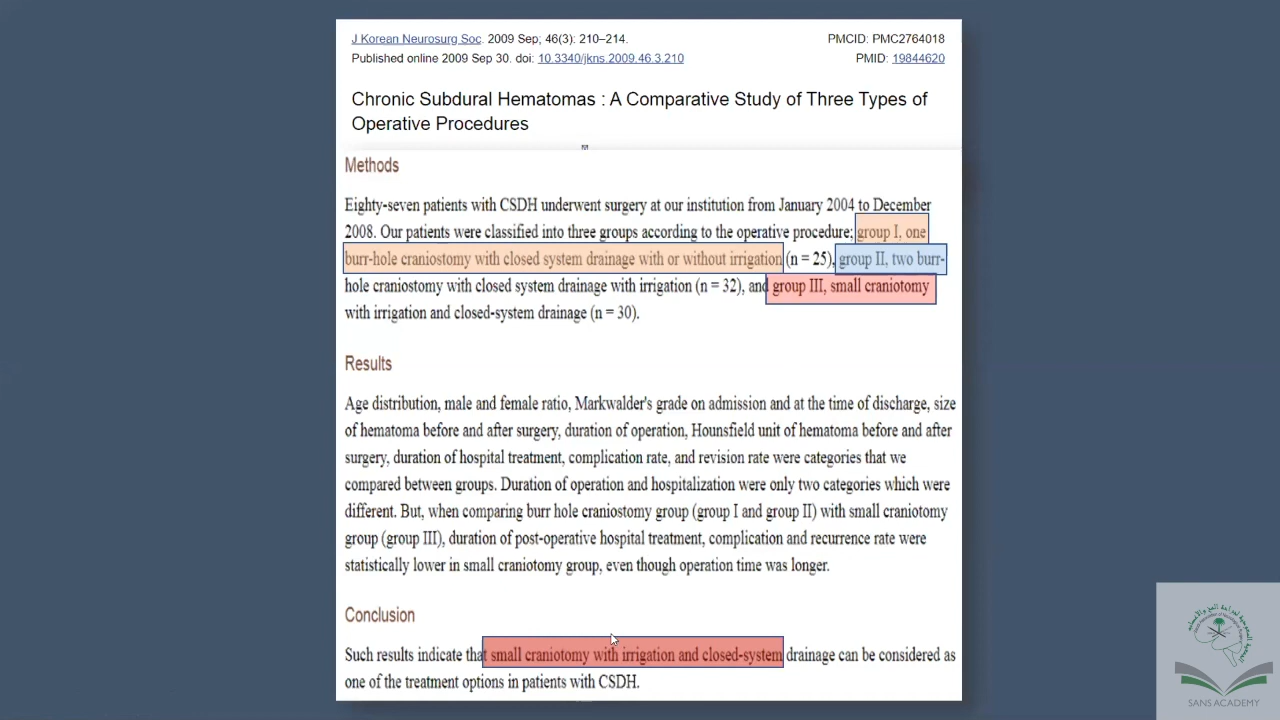 J Korean Neurosurg Soc. 2009 Sep; 46(3): 210–214. PMCID: PMC2764018
Published online 2009 Sep 30. doi: 10.3340/jkns.2009.46.3.210 PMID: 19844620
Chronic Subdural Hematomas : A Comparative Study of Three Types of
Operative Procedures
Methods
Eighty-seven patients with CSDH underwent surgery at our institution from January 2004 to December
2008. Our patients were classified into three groups according to the operative procedure; group I, one
burr-hole craniostomy with closed system drainage with or without irrigation (n = 25), group II, two burr-
hole craniostomy with closed system drainage with irrigation (n = 32), and group III, small craniotomy
with irrigation and closed-system drainage (n = 30).
Results
Age distribution, male and female ratio, Markwalder's grade on admission and at the time of discharge, size
of hematoma before and after surgery, duration of operation, Hounsfield unit of hematoma before and after
surgery, duration of hospital treatment, complication rate, and revision rate were categories that we
compared between groups. Duration of operation and hospitalization were only two categories which were
different. But, when comparing burr hole craniostomy group (group I and group II) with small craniotomy
group (group III), duration of post-operative hospital treatment, complication and recurrence rate were
statistically lower in small craniotomy group, even though operation time was longer.
Conclusion
Such results indicate that small craniotomy with irrigation and closed-system drainage can be considered as
one of the treatment options in patients with CSDH.
SANS ACADEMY